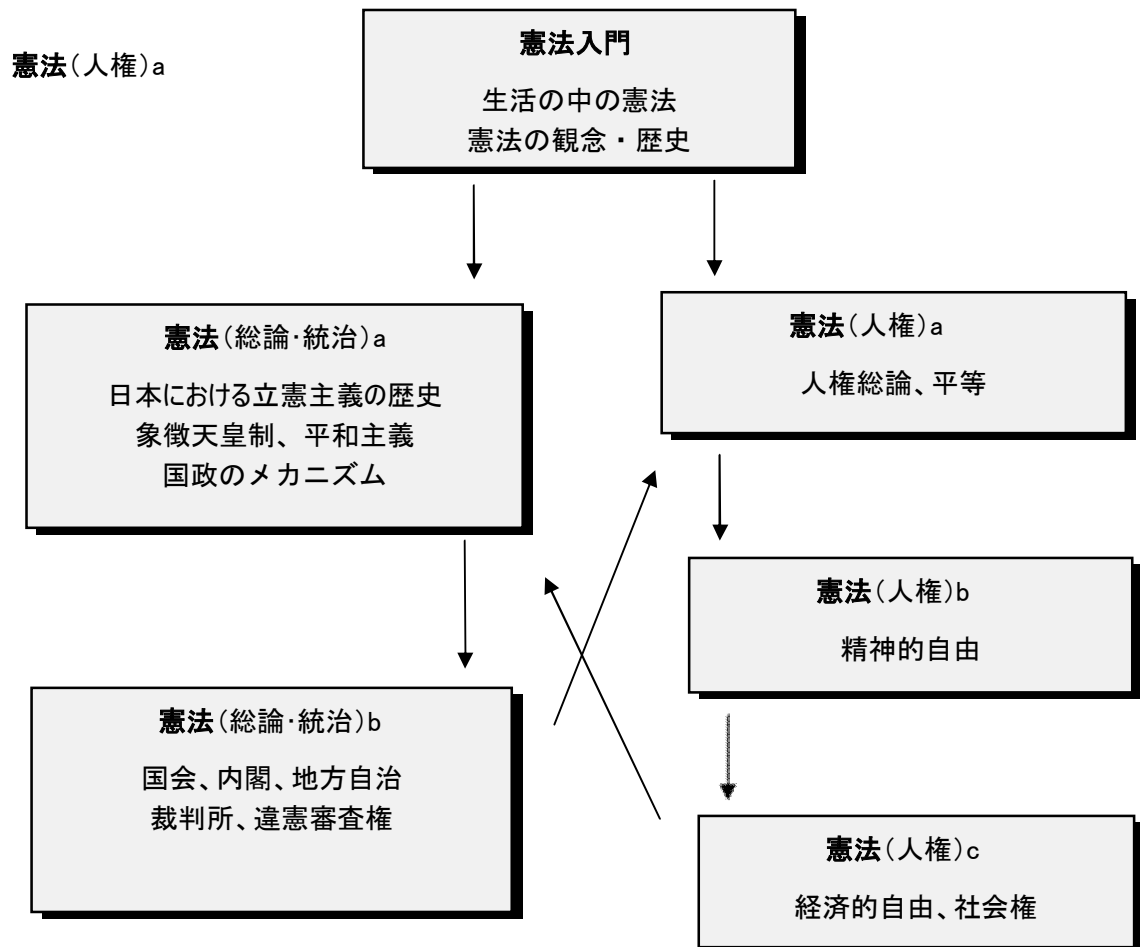 憲法(人権)a
憲法入門
生活の中の憲法
憲法の観念・歴史
憲法(総論·統治)a
日本における立憲主義の歴史
象徴天皇制、平和主義
国政のメカニズム
憲法(人権)a
人権総論、平等
憲法(人権)b
精神的自由
憲法(総論·統治)b
国会、内閣、地方自治
裁判所、違憲審査権
憲法(人権)c
経済的自由、社会権